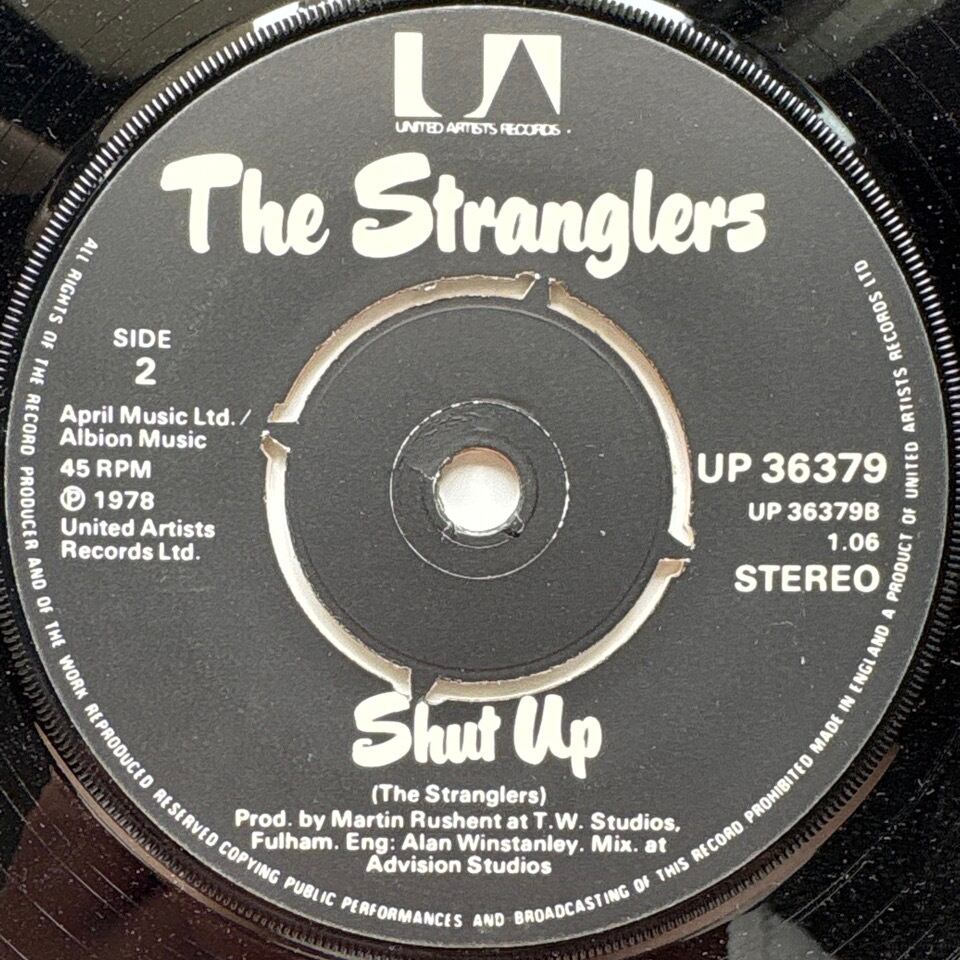 UA
UNITED ARTISTS RECORDS
The Stranglers
SIDE
2
April Music Ltd./
Albion Music
45 RPM
℗ 1978
United Artists
Records Ltd.
UP 36379
UP 36379B
1.06
STEREO
Shut Up
(The Stranglers)
Prod. by Martin Rushent at T.W. Studios,
Fulham. Eng: Alan Winstanley. Mix. at
Advision Studios
ALL RIGHTS OF THE RECORD PRODUCER AND OF THE WORK REPRODUCED RESERVED COPYING PUBLIC PERFORMANCES AND BROADCASTING OF THIS RECORD PROHIBITED MADE IN ENGLAND A PRODUCT OF UNITED ARTISTS RECORDS LTD